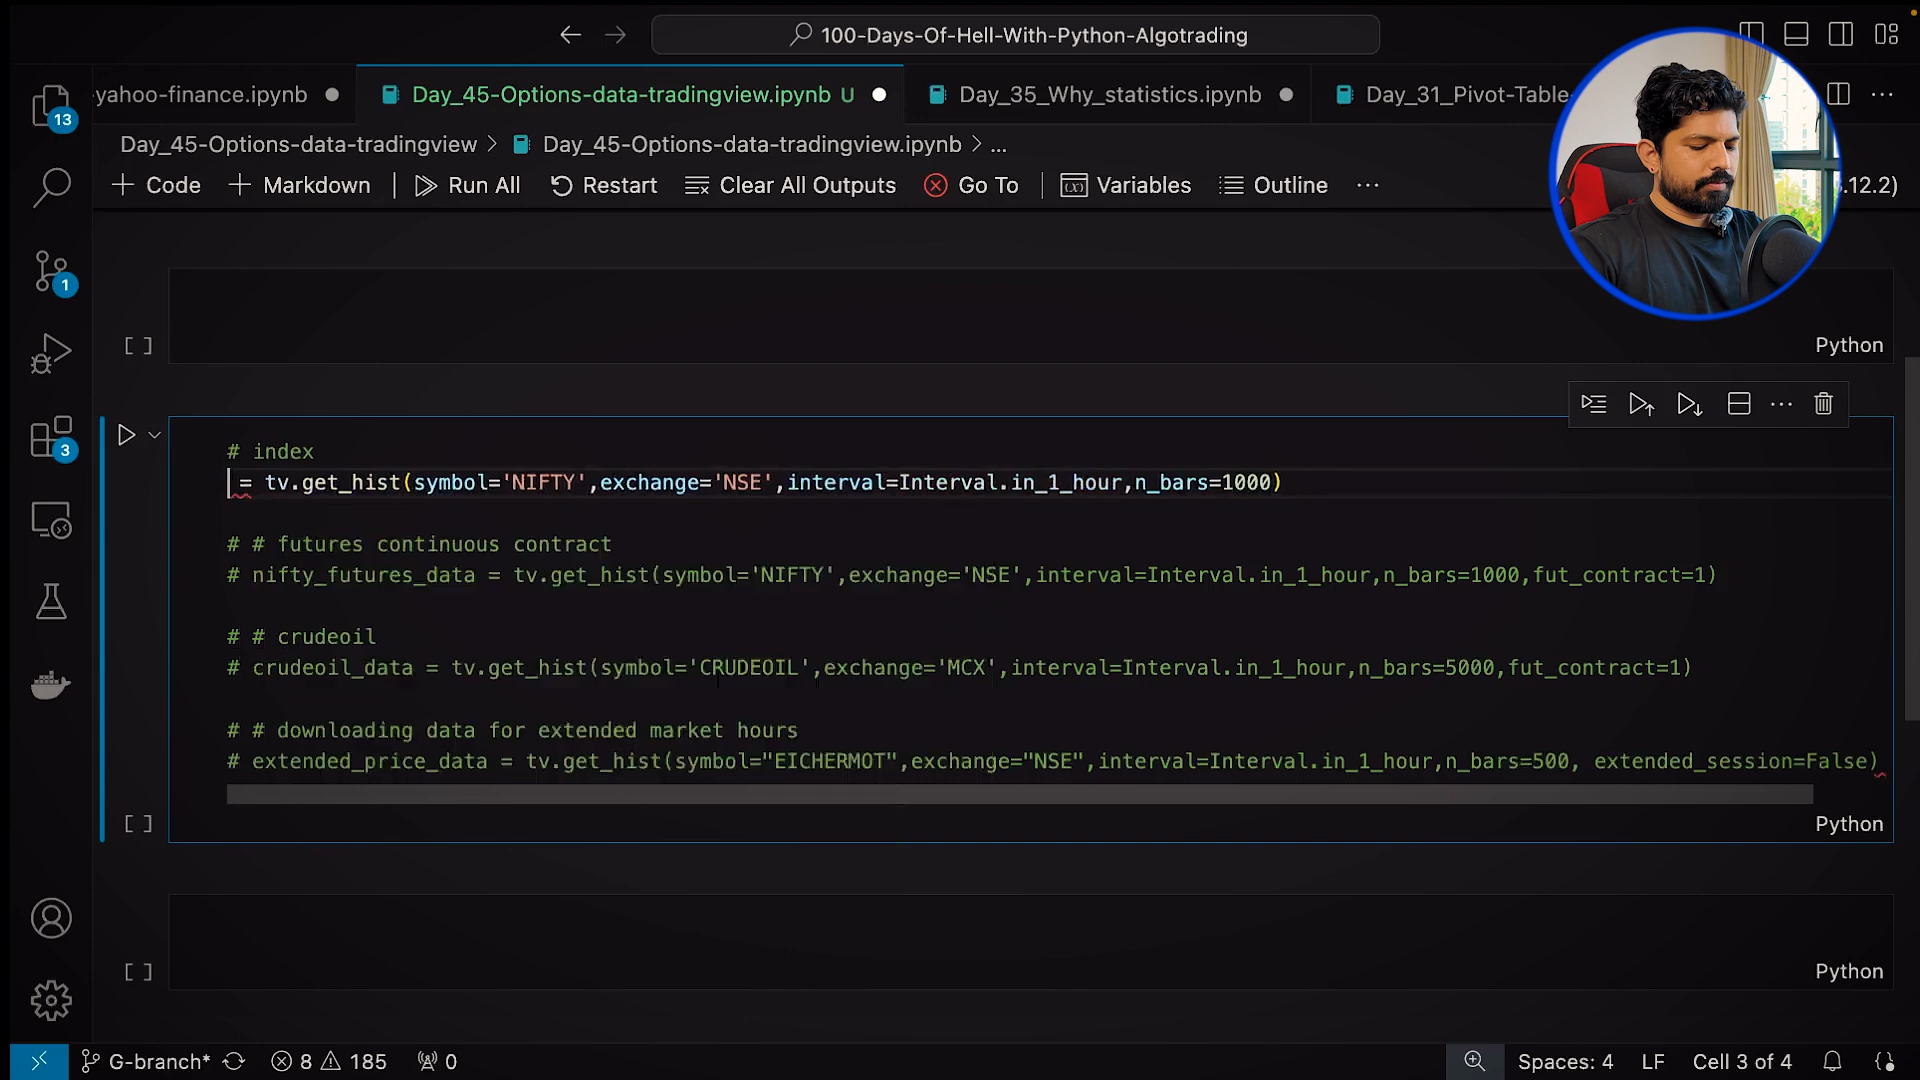 100-Days-Of-Hell-With-Python-Algotrading
13
-yahoo-finance.ipynb
Day_45-Options-data-tradingview.ipynb U
Day_35_Why_statistics.ipynb
Day_31_Pivot-Table-
Day_45-Options-data-tradingview > Day_45-Options-data-tradingview.ipynb > ...
+ Code + Markdown | Run All Restart Clear All Outputs Go To | Variables Outline ...
.12.2)
1
[ ]
Python
3
# index
= tv.get_hist(symbol='NIFTY',exchange='NSE',interval=Interval.in_1_hour,n_bars=1000)
# # futures continuous contract
# nifty_futures_data = tv.get_hist(symbol='NIFTY',exchange='NSE',interval=Interval.in_1_hour,n_bars=1000,fut_contract=1)
# # crudeoil
# crudeoil_data = tv.get_hist(symbol='CRUDEOIL',exchange='MCX',interval=Interval.in_1_hour,n_bars=5000,fut_contract=1)
# # downloading data for extended market hours
# extended_price_data = tv.get_hist(symbol="EICHERMOT",exchange="NSE",interval=Interval.in_1_hour,n_bars=500, extended_session=False)
[ ]
Python
[ ]
Python
G-branch* 8 185 0
Spaces: 4 LF Cell 3 of 4